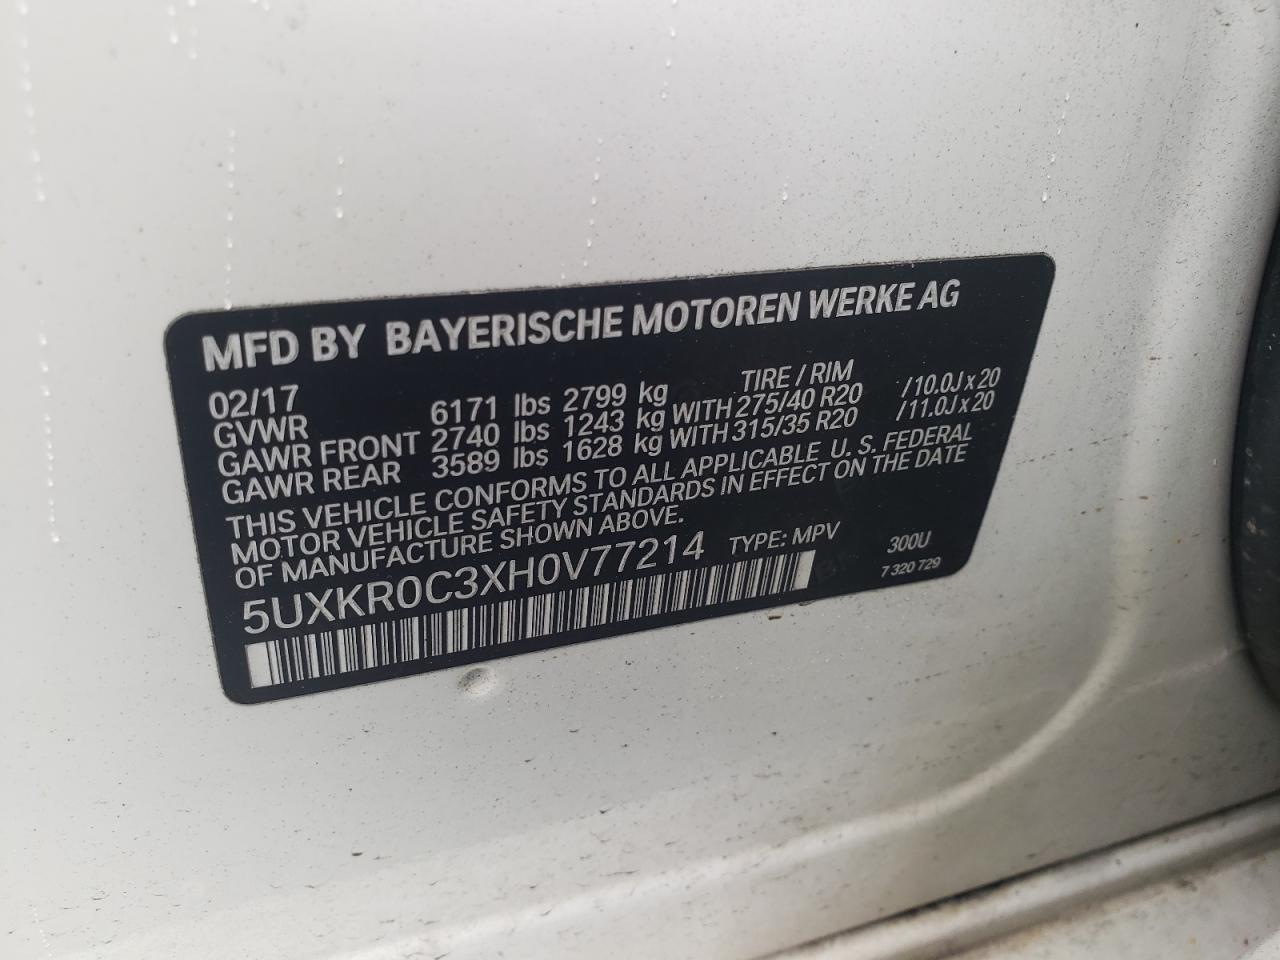 MFD BY BAYERISCHE MOTOREN WERKE AG
02/17 TIRE / RIM
GVWR 6171 lbs 2799 kg
GAWR FRONT 2740 lbs 1243 kg WITH 275/40 R20 /10.0J x 20
GAWR REAR 3589 lbs 1628 kg WITH 315/35 R20 /11.0J x 20
THIS VEHICLE CONFORMS TO ALL APPLICABLE U. S. FEDERAL
MOTOR VEHICLE SAFETY STANDARDS IN EFFECT ON THE DATE
OF MANUFACTURE SHOWN ABOVE.
5UXKR0C3XH0V77214 TYPE: MPV 300U
7 320 729